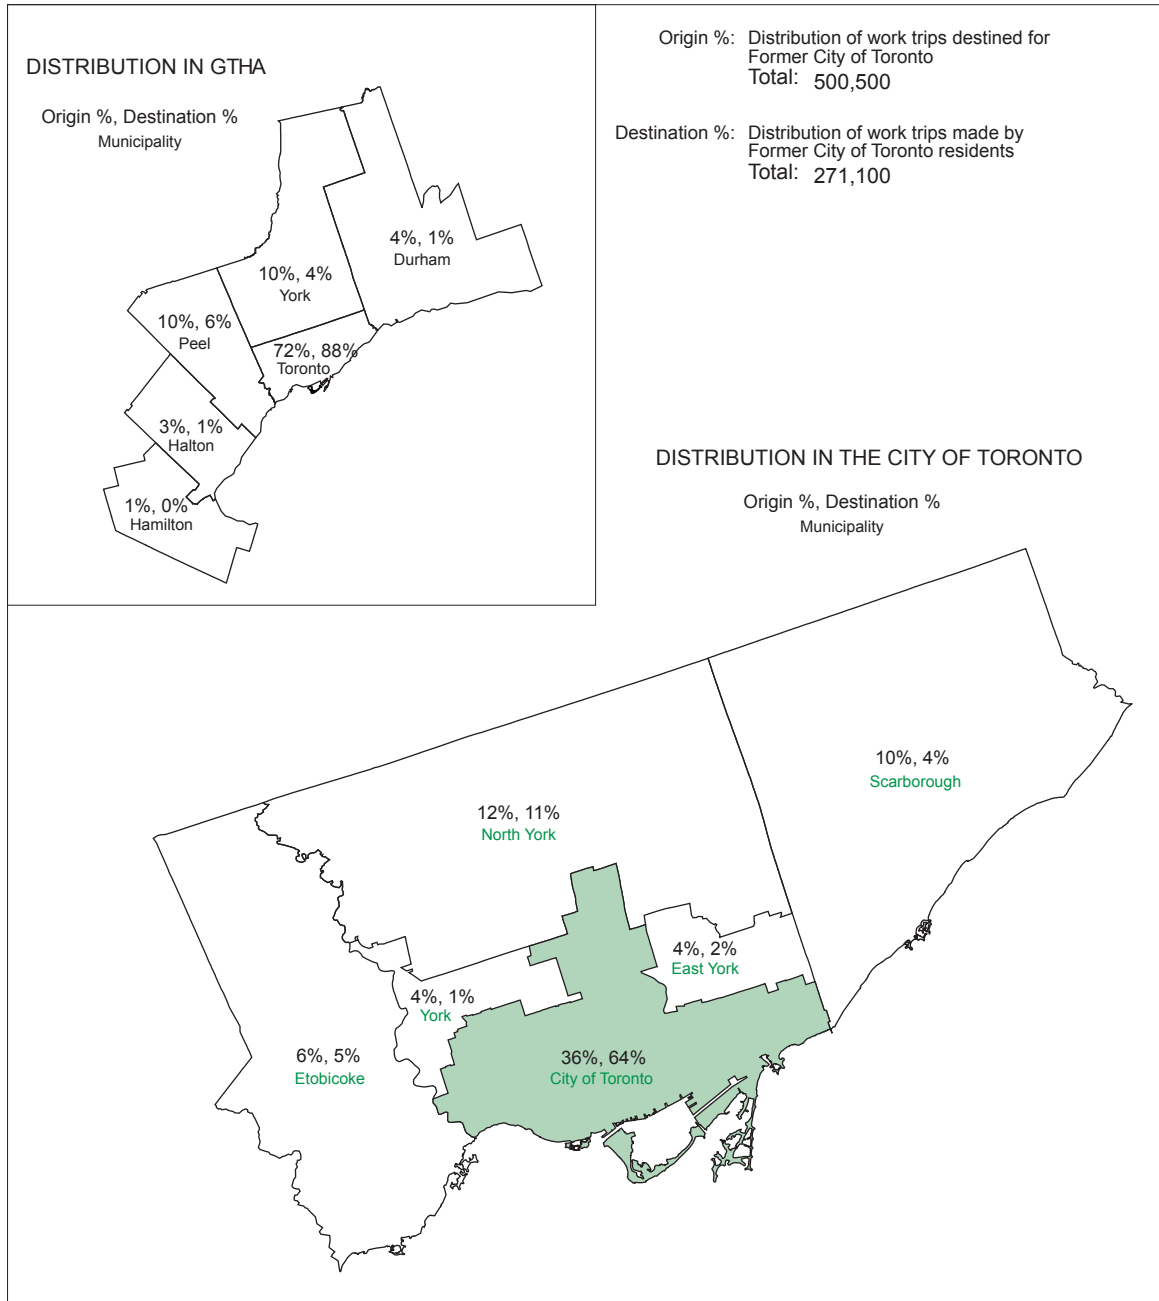 DISTRIBUTION IN GTHA
Origin %, Destination %
Municipality
4%, 1%
Durham
10%, 4%
York
10%, 6%
Peel
72%, 88%
Toronto
3%, 1%
Halton
1%, 0%
Hamilton
Origin %: Distribution of work trips destined for
Former City of Toronto
Total: 500,500
Destination %: Distribution of work trips made by
Former City of Toronto residents
Total: 271,100
DISTRIBUTION IN THE CITY OF TORONTO
Origin %, Destination %
Municipality
10%, 4%
Scarborough
12%, 11%
North York
4%, 2%
East York
4%, 1%
York
6%, 5%
Etobicoke
36%, 64%
City of Toronto